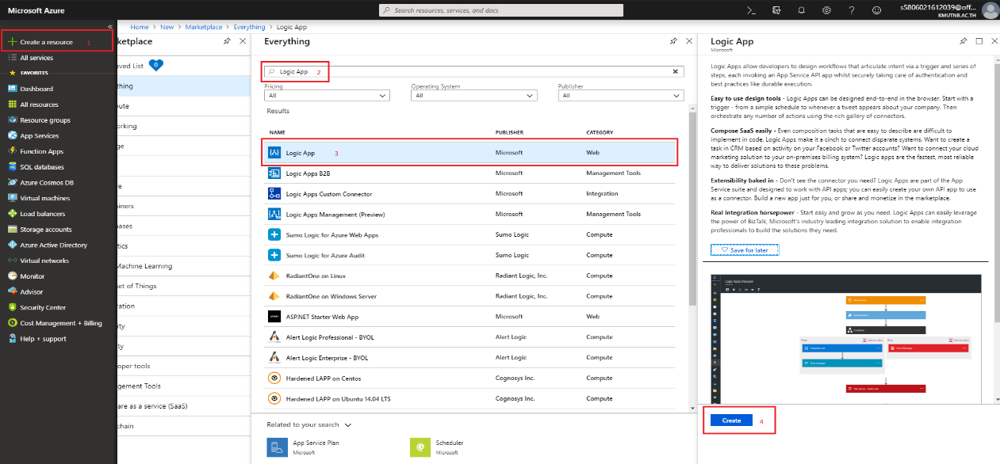 Microsoft Azure
Search resources, services, and docs
s5806021612039@off...
KMUTNB.AC.TH
Home > New > Marketplace > Everything > Logic App
Create a resource 1
All services
FAVORITES
Dashboard
All resources
Resource groups
App Services
Function Apps
SQL databases
Azure Cosmos DB
Virtual machines
Load balancers
Storage accounts
Azure Active Directory
Virtual networks
Monitor
Advisor
Security Center
Cost Management + Billing
Help + support
ketplace
aved List 0
thing
ute
orking
ge
e
ainers
bases
tics
Machine Learning
net of Things
ration
rity
ty
oper tools
gement Tools
are as a service (SaaS)
chain
Everything
Logic App 2
Pricing
All
Operating System
All
Publisher
All
Results
NAME PUBLISHER CATEGORY
Logic App 3 Microsoft Web
Logic Apps B2B Microsoft Management Tools
Logic Apps Custom Connector Microsoft Integration
Logic Apps Management (Preview) Microsoft Management Tools
Sumo Logic for Azure Web Apps Sumo Logic Compute
Sumo Logic for Azure Audit Sumo Logic Compute
RadiantOne on Linux Radiant Logic, Inc. Compute
RadiantOne on Windows Server Radiant Logic, Inc. Compute
ASP.NET Starter Web App Microsoft Web
Alert Logic Professional - BYOL Alert Logic Compute
Alert Logic Enterprise - BYOL Alert Logic Compute
Hardened LAPP on Centos Cognosys Inc. Compute
Hardened LAPP on Ubuntu 14.04 LTS Cognosys Inc. Compute
Related to your search
App Service Plan
Microsoft
Scheduler
Microsoft
Logic App
Microsoft
Logic Apps allow developers to design workflows that articulate intent via a trigger and series of
steps, each invoking an App Service API app whilst securely taking care of authentication and
best practices like durable execution.
Easy to use design tools - Logic Apps can be designed end-to-end in the browser. Start with a
trigger - from a simple schedule to whenever a tweet appears about your company. Then
orchestrate any number of actions using the rich gallery of connectors.
Compose SaaS easily - Even composition tasks that are easy to describe are difficult to
implement in code. Logic Apps make it a cinch to connect disparate systems. Want to create a
task in CRM based on activity on your Facebook or Twitter accounts? Want to connect your cloud
marketing solution to your on-premises billing system? Logic apps are the fastest, most reliable
way to deliver solutions to these problems.
Extensibility baked in - Don't see the connector you need? Logic Apps are part of the App
Service suite and designed to work with API apps; you can easily create your own API app to use
as a connector. Build a new app just for you, or share and monetize in the marketplace.
Real integration horsepower - Start easy and grow as you need. Logic Apps can easily leverage
the power of BizTalk, Microsoft's industry leading integration solution to enable integration
professionals to build the solutions they need.
Save for later
Logic Apps Designer
Create 4